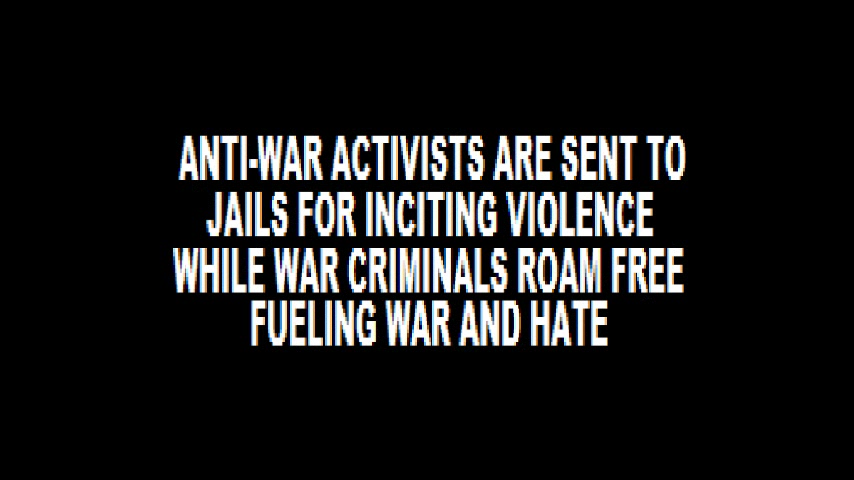 ANTI-WAR ACTIVISTS ARE SENT TO
JAILS FOR INCITING VIOLENCE
WHILE WAR CRIMINALS ROAM FREE
FUELING WAR AND HATE